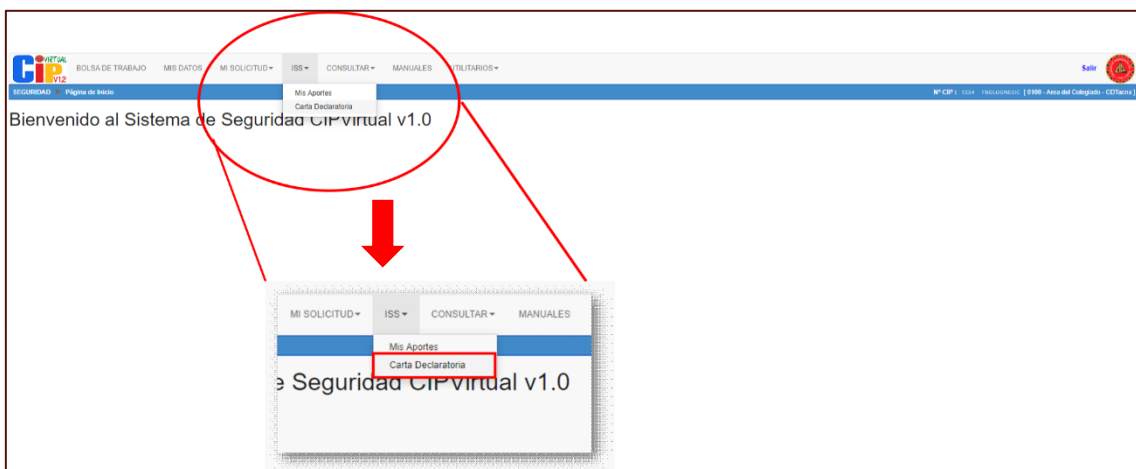 VIRTUAL
CIP
V1.2
BOLSA DE TRABAJO MIS DATOS MI SOLICITUD ISS CONSULTAR MANUALES UTILITARIOS Salir
SEGURIDAD Página de Inicio Nº CIP : 1234 [ 0100 - Area del Colegiado - CDTacna ]
Mis Aportes
Carta Declaratoria
Bienvenido al Sistema de Seguridad CIPVirtual v1.0
MI SOLICITUD ISS CONSULTAR MANUALES
Mis Aportes
Carta Declaratoria
e Seguridad CIPVirtual v1.0